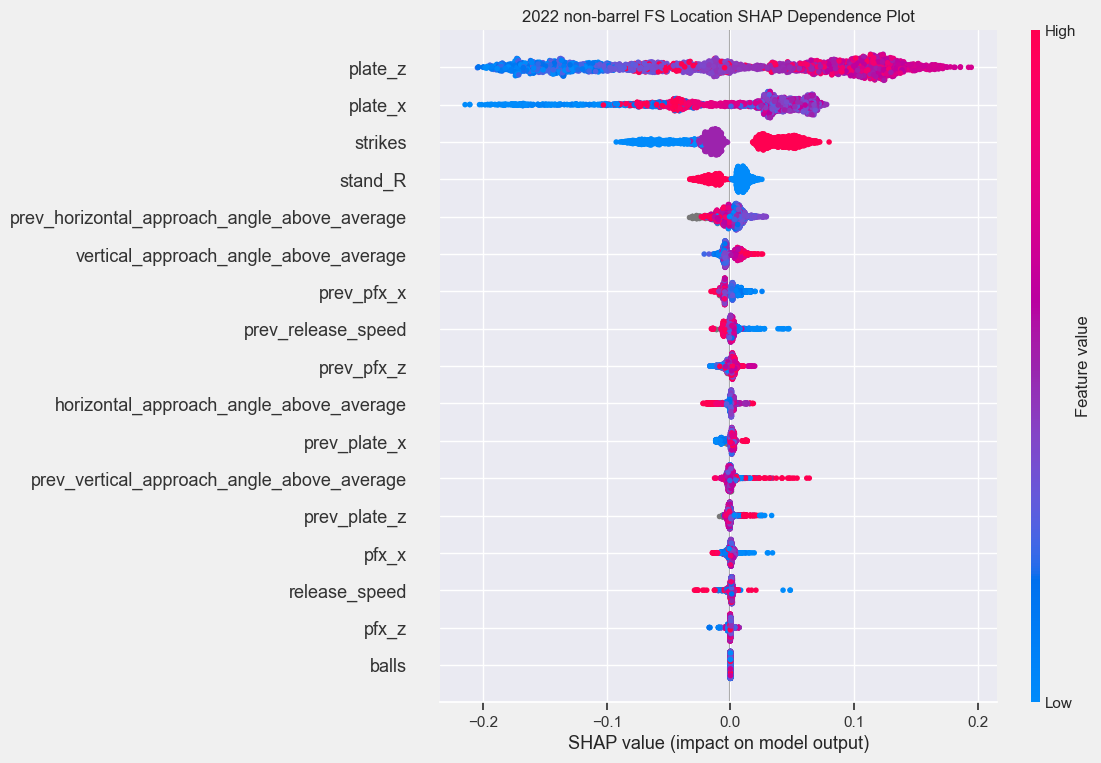 2022 non-barrel FS Location SHAP Dependence Plot
High
plate_z
plate_x
strikes
stand_R
prev_horizontal_approach_angle_above_average
vertical_approach_angle_above_average
prev_pfx_x
prev_release_speed
prev_pfx_z
horizontal_approach_angle_above_average
prev_plate_x
prev_vertical_approach_angle_above_average
prev_plate_z
pfx_x
release_speed
pfx_z
balls
Feature value
Low
−0.2 −0.1 0.0 0.1 0.2
SHAP value (impact on model output)